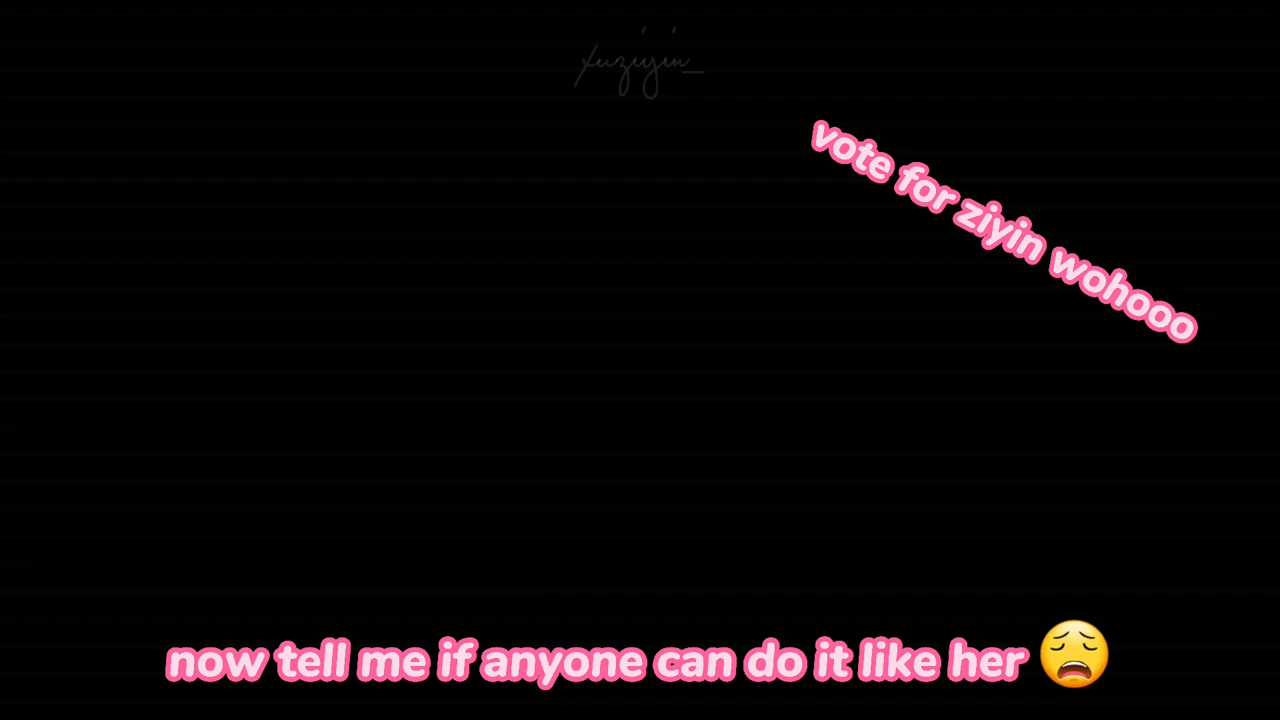 xuziyin_
vote for ziyin wohooo
now tell me if anyone can do it like her 😩